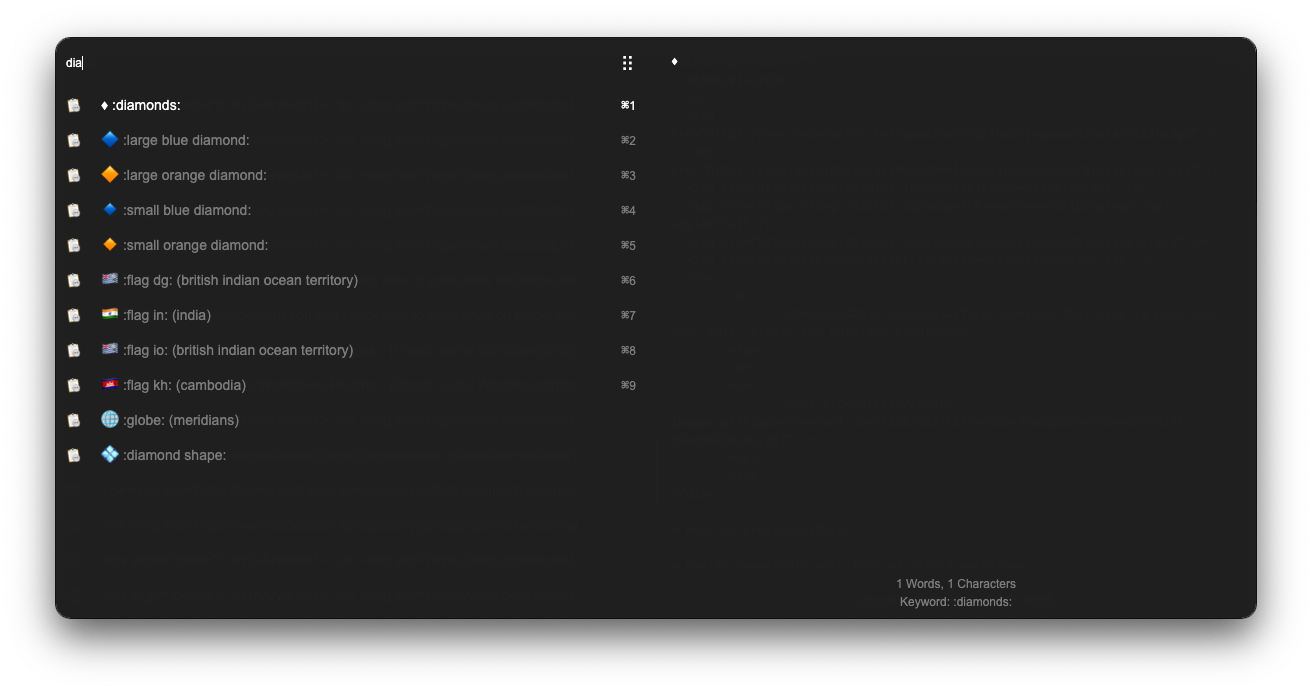 dia
♦
♦ :diamonds: ⌘1
🔷 :large blue diamond: ⌘2
🔶 :large orange diamond: ⌘3
🔹 :small blue diamond: ⌘4
🔸 :small orange diamond: ⌘5
🇩🇬 :flag dg: (british indian ocean territory) ⌘6
🇮🇳 :flag in: (india) ⌘7
🇮🇴 :flag io: (british indian ocean territory) ⌘8
🇰🇭 :flag kh: (cambodia) ⌘9
🌐 :globe: (meridians)
💠 :diamond shape:
1 Words, 1 Characters
Keyword: :diamonds: